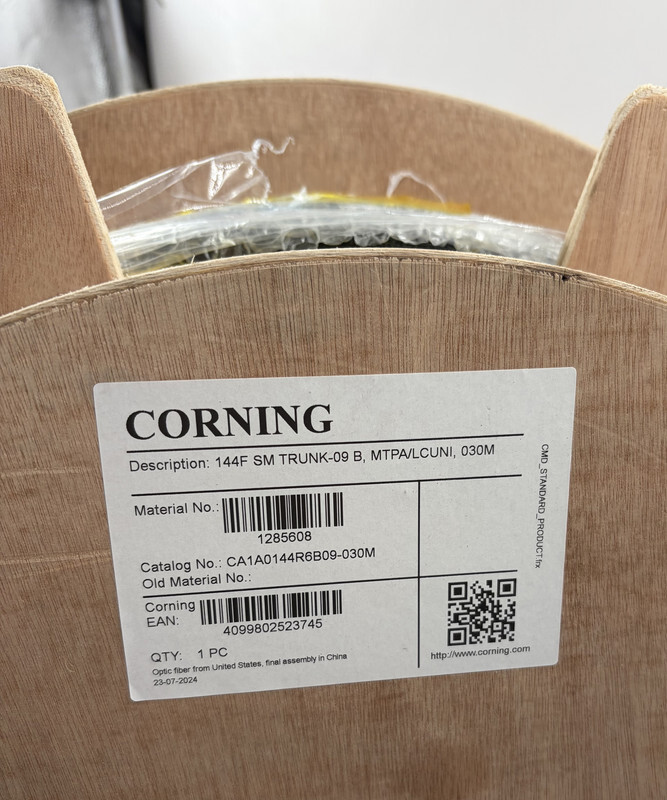 CORNING
Description: 144F SM TRUNK-09 B, MTPA/LCUNI, 030M
Material No.:
1285608
Catalog No.: CA1A0144R6B09-030M
Old Material No.:
Corning
EAN:
4099802523745
QTY: 1 PC
Optic fiber from United States, final assembly in China
23-07-2024
http://www.corning.com
CMD_STANDARD_PRODUCT.frx